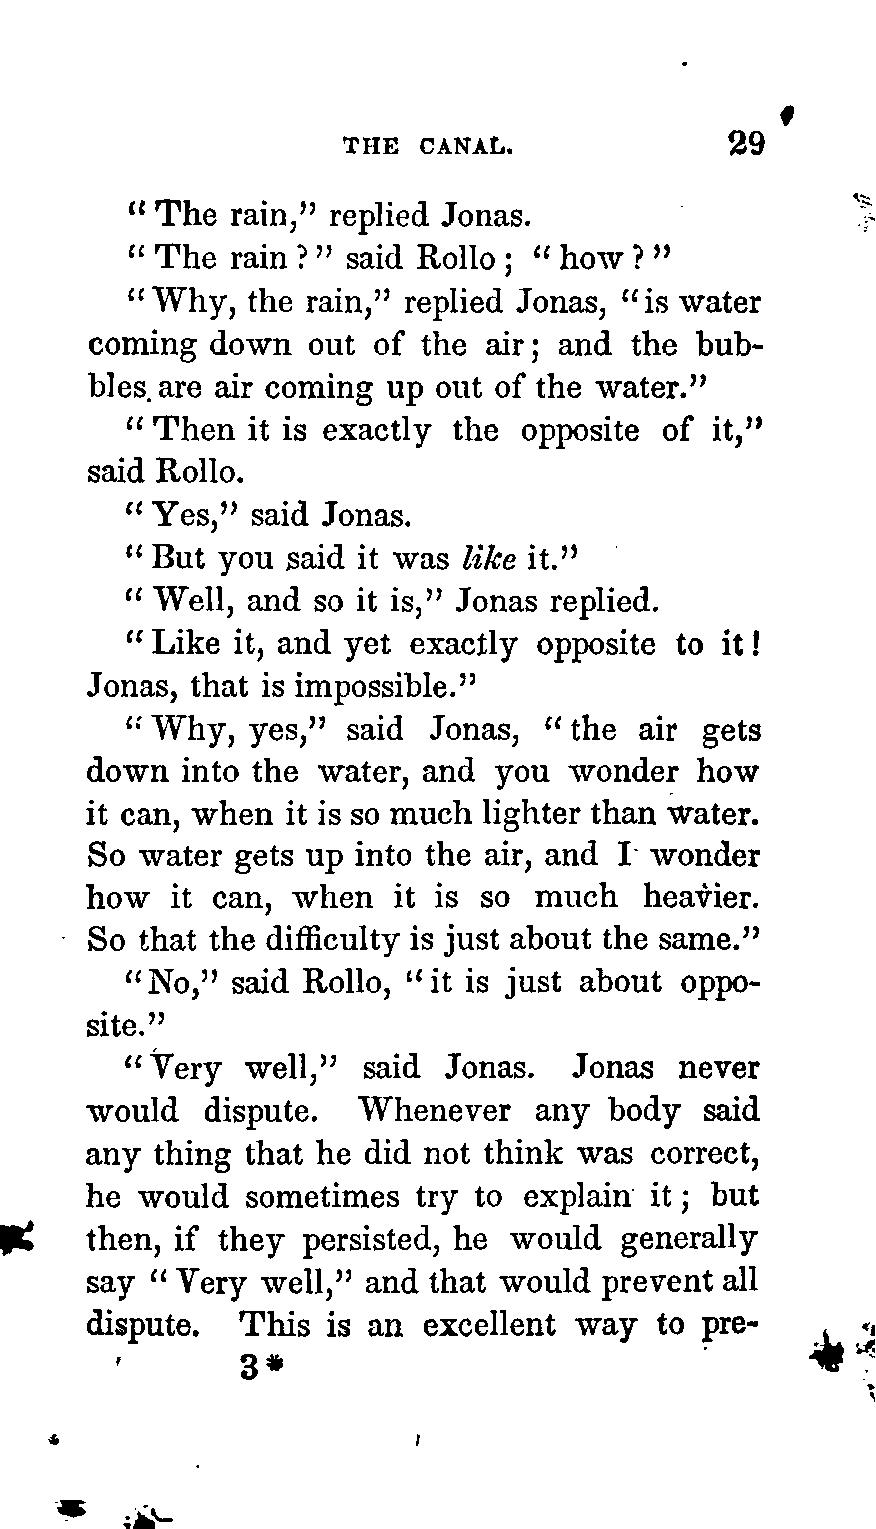 THE CANAL. 29
"The rain," replied Jonas.
"The rain?" said Rollo; "how?"
"Why, the rain," replied Jonas, "is water
coming down out of the air; and the bub-
bles are air coming up out of the water."
"Then it is exactly the opposite of it,"
said Rollo.
"Yes," said Jonas.
"But you said it was like it."
"Well, and so it is," Jonas replied.
"Like it, and yet exactly opposite to it!
Jonas, that is impossible."
"Why, yes," said Jonas, "the air gets
down into the water, and you wonder how
it can, when it is so much lighter than water.
So water gets up into the air, and I wonder
how it can, when it is so much heavier.
So that the difficulty is just about the same."
"No," said Rollo, "it is just about oppo-
site."
"Very well," said Jonas. Jonas never
would dispute. Whenever any body said
any thing that he did not think was correct,
he would sometimes try to explain it; but
then, if they persisted, he would generally
say "Very well," and that would prevent all
dispute. This is an excellent way to pre-
3*